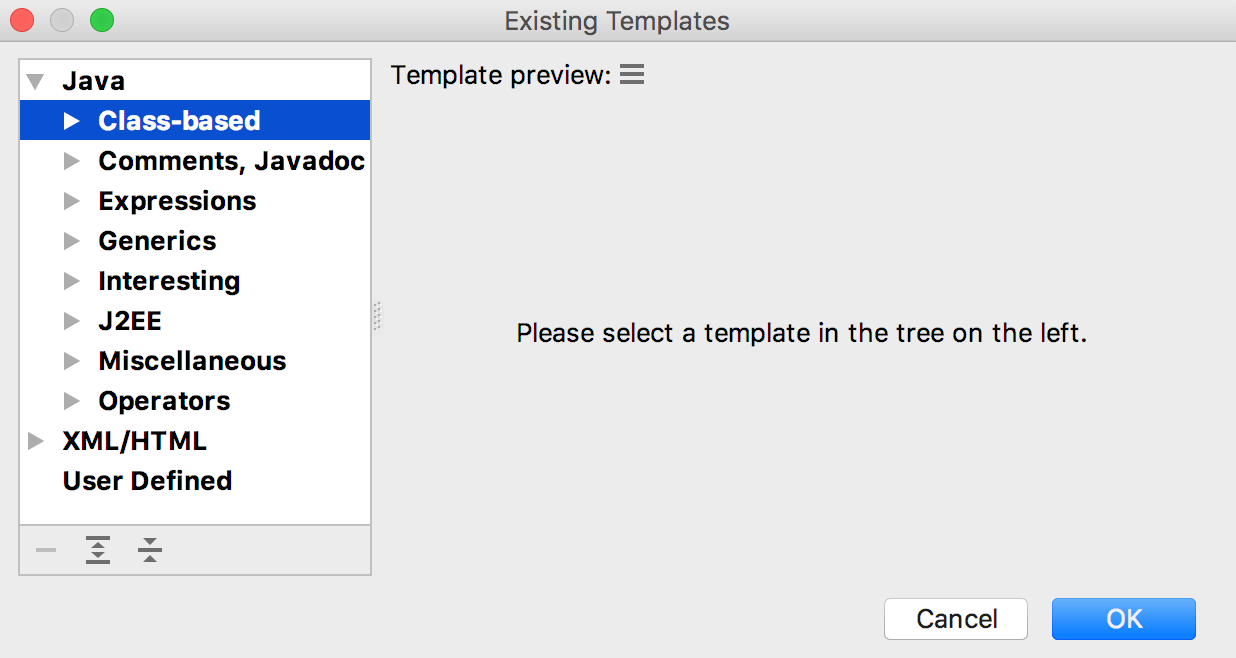 Existing Templates
Java
Class-based
Comments, Javadoc
Expressions
Generics
Interesting
J2EE
Miscellaneous
Operators
XML/HTML
User Defined
Template preview:
Please select a template in the tree on the left.
Cancel
OK